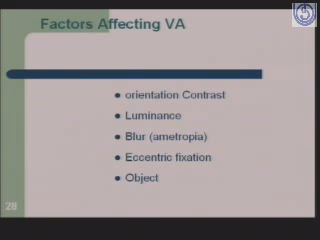 Factors Affecting VA
orientation Contrast
Luminance
Blur (ametropia)
Eccentric fixation
Object
28